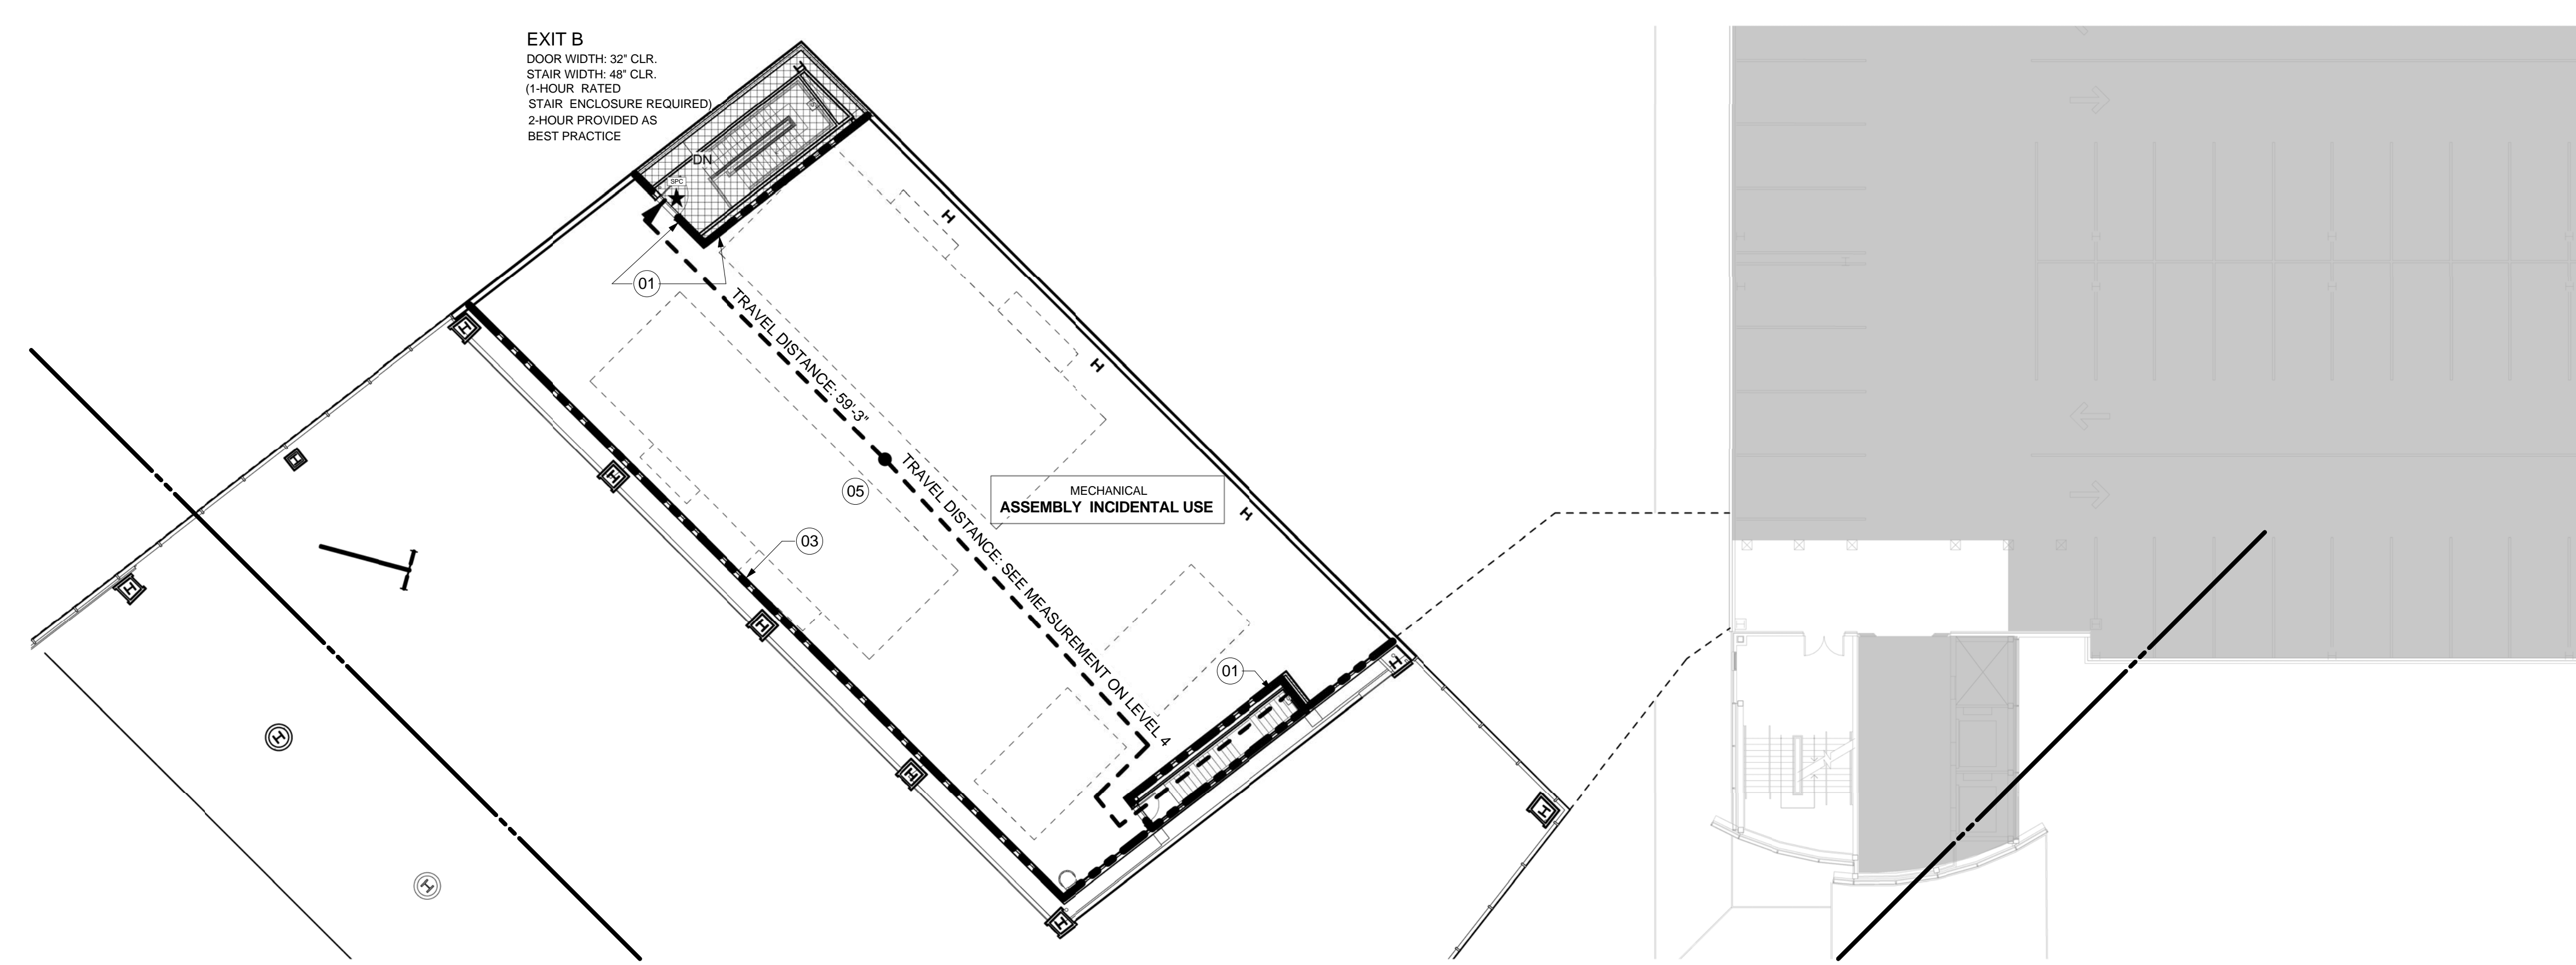 EXIT B
DOOR WIDTH: 32" CLR.
STAIR WIDTH: 48" CLR.
(1-HOUR RATED
STAIR ENCLOSURE REQUIRED)
2-HOUR PROVIDED AS
BEST PRACTICE
DN
SPC
01
TRAVEL DISTANCE: 59'-3"
TRAVEL DISTANCE: SEE MEASUREMENT ON LEVEL 4
05
MECHANICAL
ASSEMBLY INCIDENTAL USE
03
01